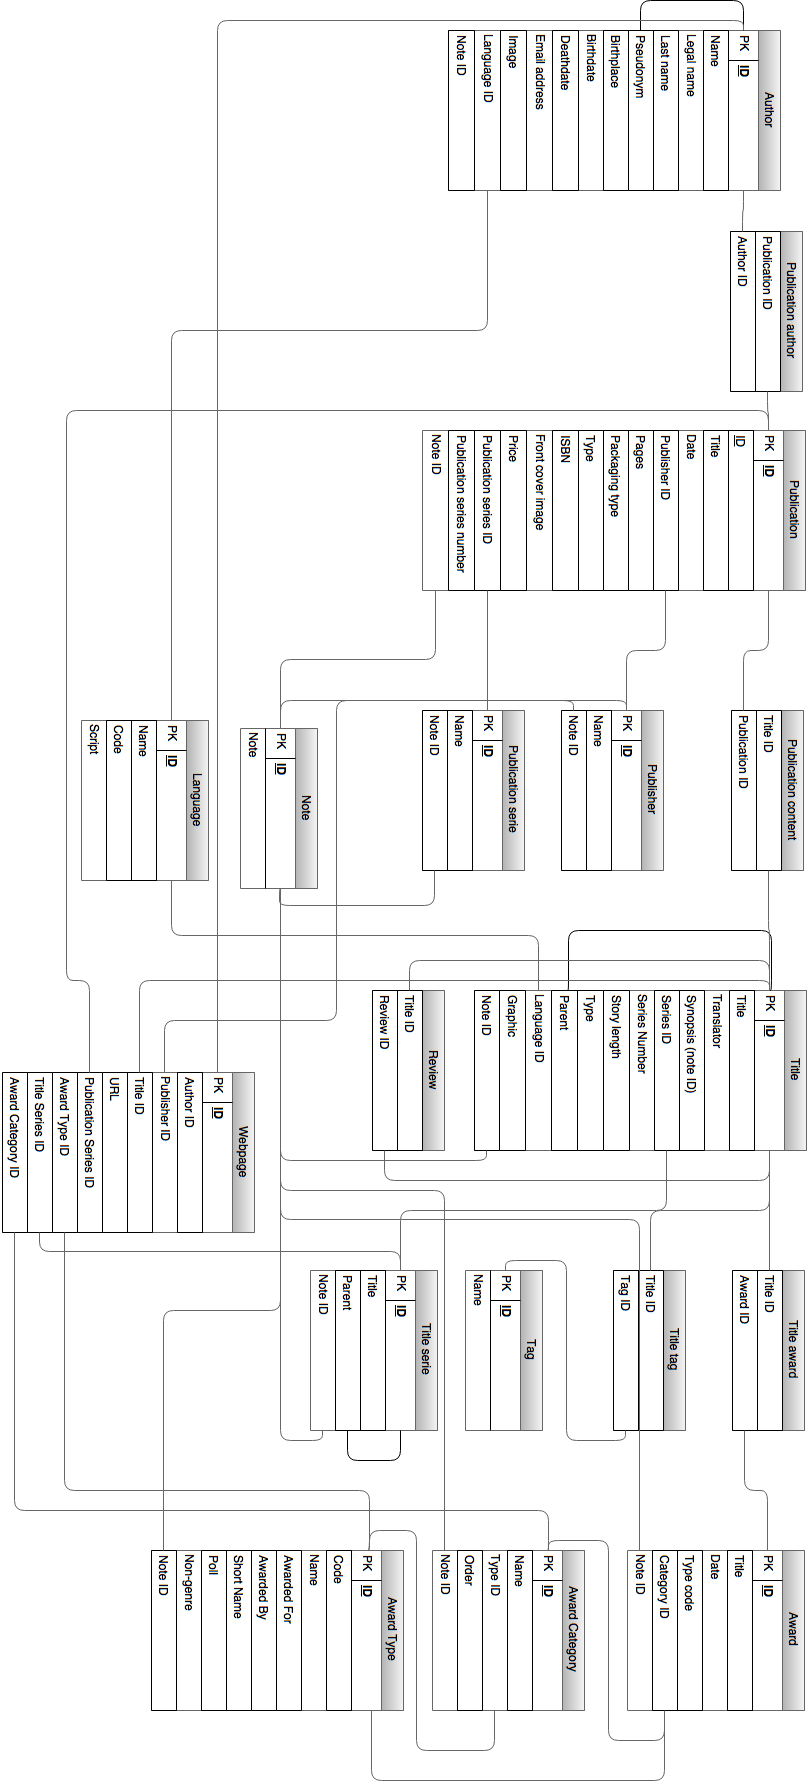 Author
PK ID
Name
Legal name
Last name
Pseudonym
Birthplace
Birthdate
Deathdate
Email address
Image
Language ID
Note ID
Publication author
Publication ID
Author ID
Publication
PK ID
ID
Title
Date
Publisher ID
Pages
Packaging type
Type
ISBN
Front cover image
Price
Publication series ID
Publication series number
Note ID
Publication content
Title ID
Publication ID
Publisher
PK ID
Name
Note ID
Publication serie
PK ID
Name
Note ID
Note
PK ID
Note
Language
PK ID
Name
Code
Script
Title
PK ID
Title
Translator
Synopsis (note ID)
Series ID
Series Number
Story length
Type
Parent
Language ID
Graphic
Note ID
Review
Title ID
Review ID
Webpage
PK ID
Author ID
Publisher ID
Title ID
URL
Publication Series ID
Award Type ID
Title Series ID
Award Category ID
Title award
Title ID
Award ID
Title tag
Title ID
Tag ID
Tag
PK ID
Name
Title serie
PK ID
Title
Parent
Note ID
Award
PK ID
Title
Date
Type code
Category ID
Note ID
Award Category
PK ID
Name
Type ID
Order
Note ID
Award Type
PK ID
Code
Name
Awarded For
Awarded By
Short Name
Poll
Non-genre
Note ID